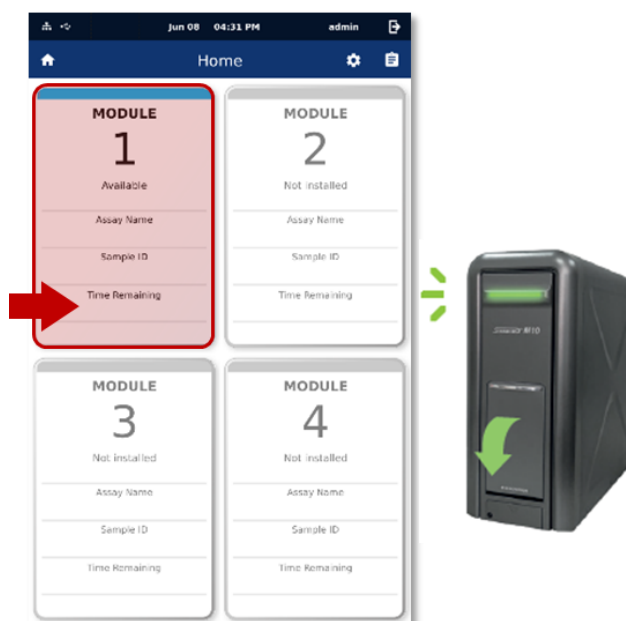 Jun 08 04:31 PM admin
Home
MODULE
1
Available
Assay Name
Sample ID
Time Remaining
MODULE
2
Not installed
Assay Name
Sample ID
Time Remaining
MODULE
3
Not installed
Assay Name
Sample ID
Time Remaining
MODULE
4
Not installed
Assay Name
Sample ID
Time Remaining
M10